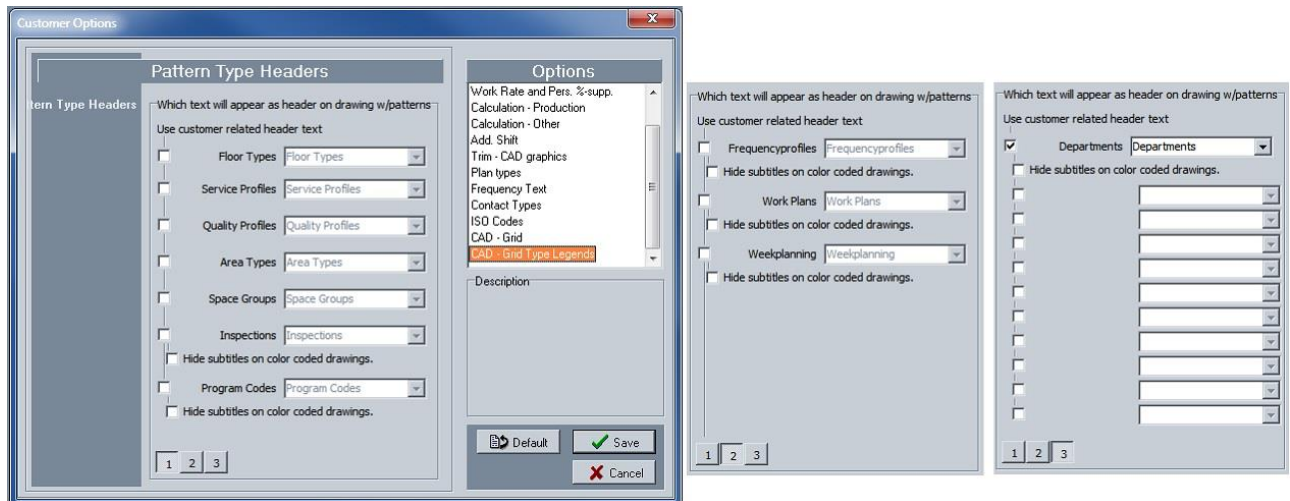 Customer Options
Pattern Type Headers
tern Type Headers
Which text will appear as header on drawing w/patterns
Use customer related header text
Floor Types Floor Types
Service Profiles Service Profiles
Quality Profiles Quality Profiles
Area Types Area Types
Space Groups Space Groups
Inspections Inspections
Hide subtitles on color coded drawings.
Program Codes Program Codes
Hide subtitles on color coded drawings.
1 2 3
Options
Work Rate and Pers. %-supp.
Calculation - Production
Calculation - Other
Add. Shift
Trim - CAD graphics
Plan types
Frequency Text
Contact Types
ISO Codes
CAD - Grid
CAD - Grid Type Legends
Description
Default Save
Cancel
Which text will appear as header on drawing w/patterns
Use customer related header text
Frequencyprofiles Frequencyprofiles
Hide subtitles on color coded drawings.
Work Plans Work Plans
Hide subtitles on color coded drawings.
Weekplanning Weekplanning
Hide subtitles on color coded drawings.
1 2 3
Which text will appear as header on drawing w/patterns
Use customer related header text
Departments Departments
Hide subtitles on color coded drawings.
1 2 3